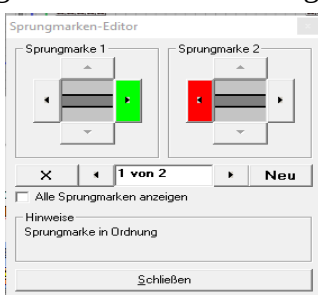 Sprungmarken-Editor
Sprungmarke 1
Sprungmarke 2
X
1 von 2
Neu
Alle Sprungmarken anzeigen
Hinweise
Sprungmarke in Ordnung
Schließen